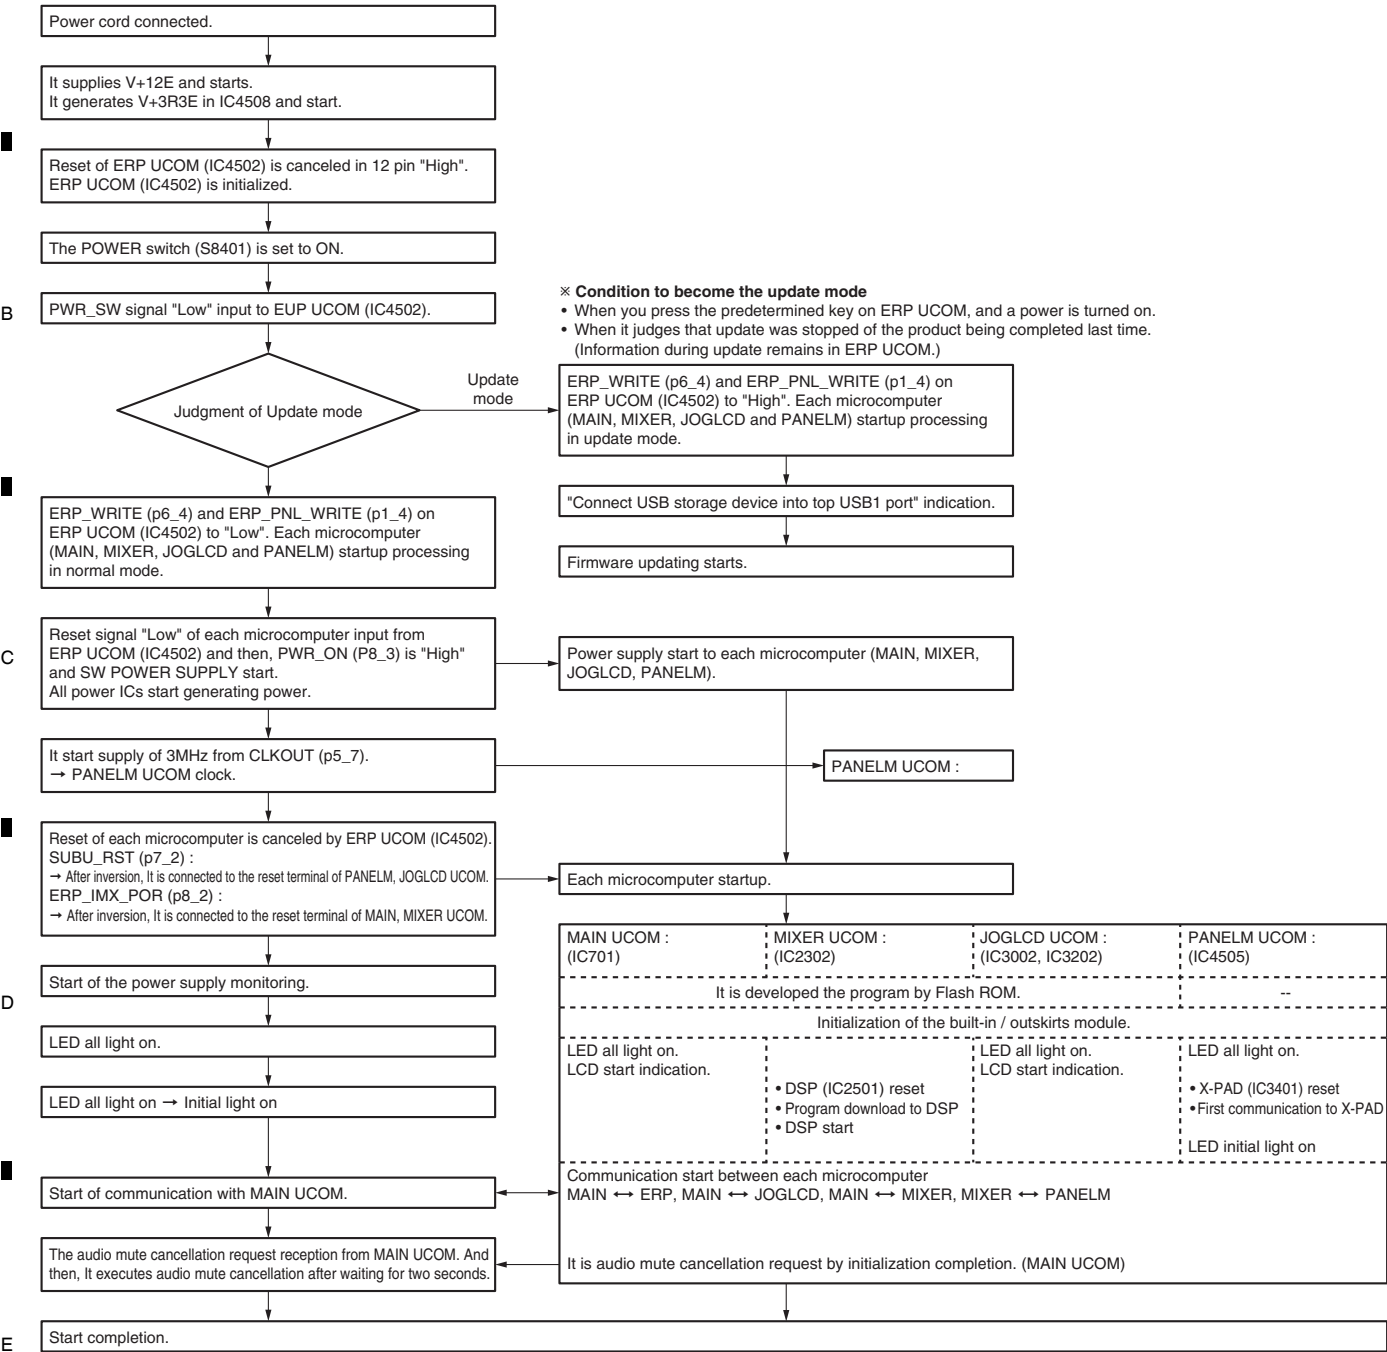 Power cord connected.
It supplies V+12E and starts.
It generates V+3R3E in IC4508 and start.
Reset of ERP UCOM (IC4502) is canceled in 12 pin "High".
ERP UCOM (IC4502) is initialized.
The POWER switch (S8401) is set to ON.
B
PWR_SW signal "Low" input to EUP UCOM (IC4502).
※ Condition to become the update mode
• When you press the predetermined key on ERP UCOM, and a power is turned on.
• When it judges that update was stopped of the product being completed last time.
(Information during update remains in ERP UCOM.)
Judgment of Update mode
Update
mode
ERP_WRITE (p6_4) and ERP_PNL_WRITE (p1_4) on
ERP UCOM (IC4502) to "High". Each microcomputer
(MAIN, MIXER, JOGLCD and PANELM) startup processing
in update mode.
"Connect USB storage device into top USB1 port" indication.
Firmware updating starts.
ERP_WRITE (p6_4) and ERP_PNL_WRITE (p1_4) on
ERP UCOM (IC4502) to "Low". Each microcomputer
(MAIN, MIXER, JOGLCD and PANELM) startup processing
in normal mode.
C
Reset signal "Low" of each microcomputer input from
ERP UCOM (IC4502) and then, PWR_ON (P8_3) is "High"
and SW POWER SUPPLY start.
All power ICs start generating power.
Power supply start to each microcomputer (MAIN, MIXER,
JOGLCD, PANELM).
It start supply of 3MHz from CLKOUT (p5_7).
→ PANELM UCOM clock.
PANELM UCOM :
Reset of each microcomputer is canceled by ERP UCOM (IC4502).
SUBU_RST (p7_2) :
→ After inversion, It is connected to the reset terminal of PANELM, JOGLCD UCOM.
ERP_IMX_POR (p8_2) :
→ After inversion, It is connected to the reset terminal of MAIN, MIXER UCOM.
Each microcomputer startup.
D
Start of the power supply monitoring.
LED all light on.
LED all light on → Initial light on
MAIN UCOM :
(IC701)
MIXER UCOM :
(IC2302)
JOGLCD UCOM :
(IC3002, IC3202)
PANELM UCOM :
(IC4505)
It is developed the program by Flash ROM.
--
Initialization of the built-in / outskirts module.
LED all light on.
LCD start indication.
• DSP (IC2501) reset
• Program download to DSP
• DSP start
LED all light on.
LCD start indication.
LED all light on.
• X-PAD (IC3401) reset
• First communication to X-PAD
LED initial light on
Start of communication with MAIN UCOM.
Communication start between each microcomputer
MAIN ↔ ERP, MAIN ↔ JOGLCD, MAIN ↔ MIXER, MIXER ↔ PANELM
The audio mute cancellation request reception from MAIN UCOM. And
then, It executes audio mute cancellation after waiting for two seconds.
It is audio mute cancellation request by initialization completion. (MAIN UCOM)
E
Start completion.